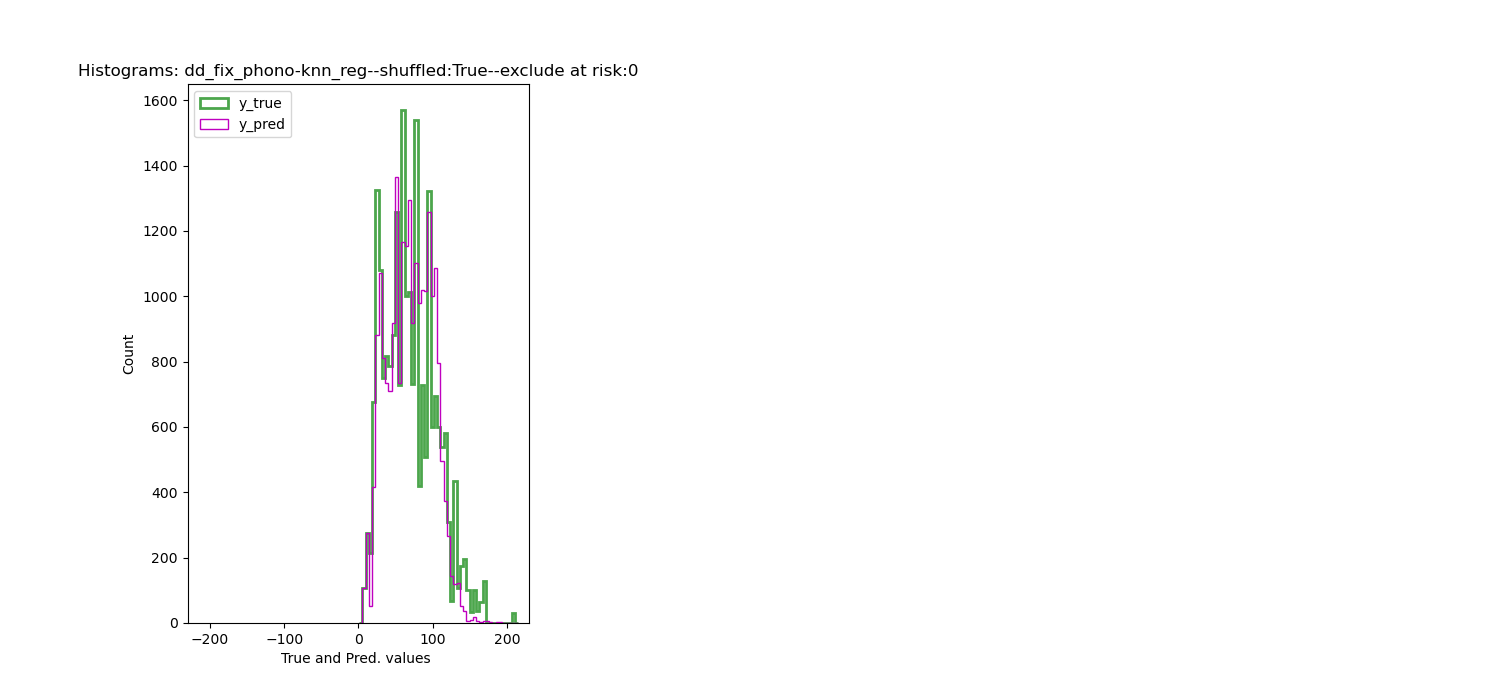 Histograms: dd_fix_phono-knn_reg--shuffled:True--exclude at risk:0
y_true
y_pred
1600
1400
1200
1000
800
600
400
200
0
Count
−200 −100 0 100 200
True and Pred. values